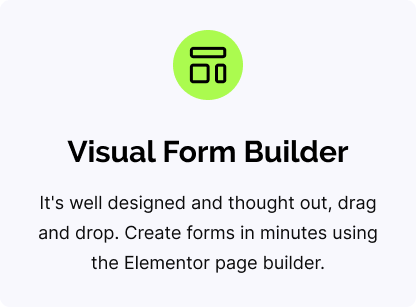 Visual Form Builder
It's well designed and thought out, drag
and drop. Create forms in minutes using
the Elementor page builder.